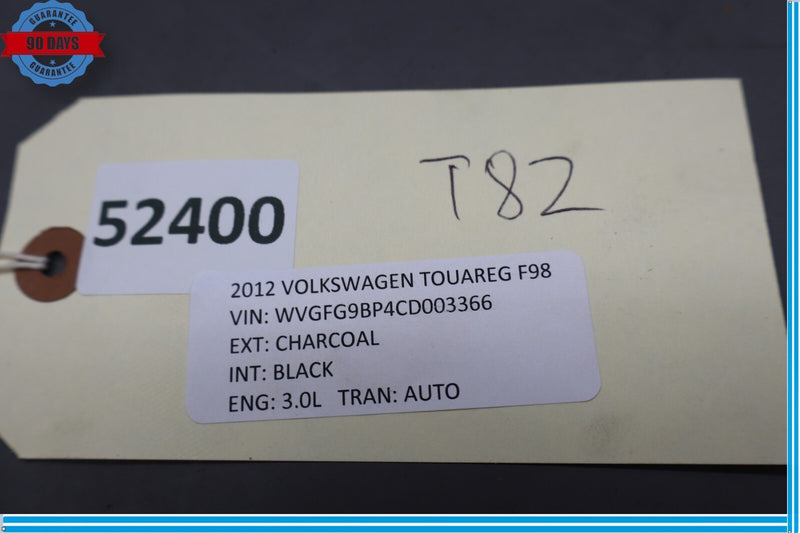 GUARANTEE
90 DAYS
GUARANTEE
T82
52400
2012 VOLKSWAGEN TOUAREG F98
VIN: WVGFG9BP4CD003366
EXT: CHARCOAL
INT: BLACK
ENG: 3.0L TRAN: AUTO